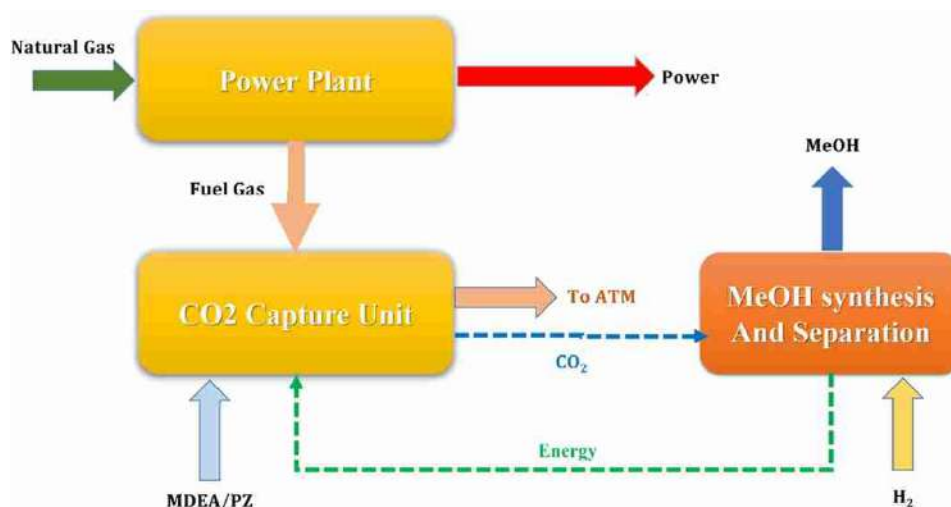 Natural Gas
Power Plant
Power
MeOH
Fuel Gas
CO2 Capture Unit
To ATM
MeOH synthesis
And Separation
CO₂
Energy
MDEA/PZ
H₂